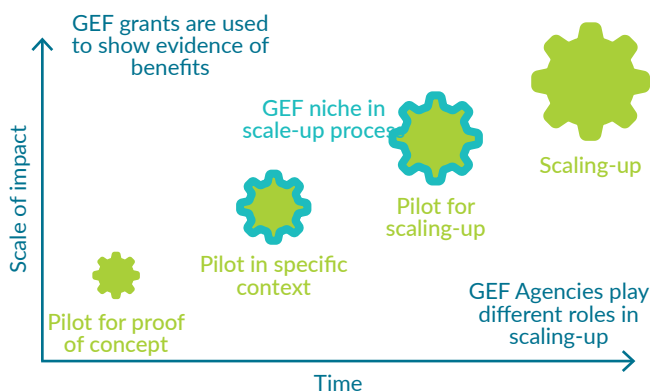 GEF grants are used
to show evidence of
benefits
GEF niche in
scale-up proces
Scaling-up
Pilot for
scaling-up
Pilot in specific
context
Pilot for proof
of concept
GEF Agencies play
different roles in
scaling-up
Scale of impact
Time